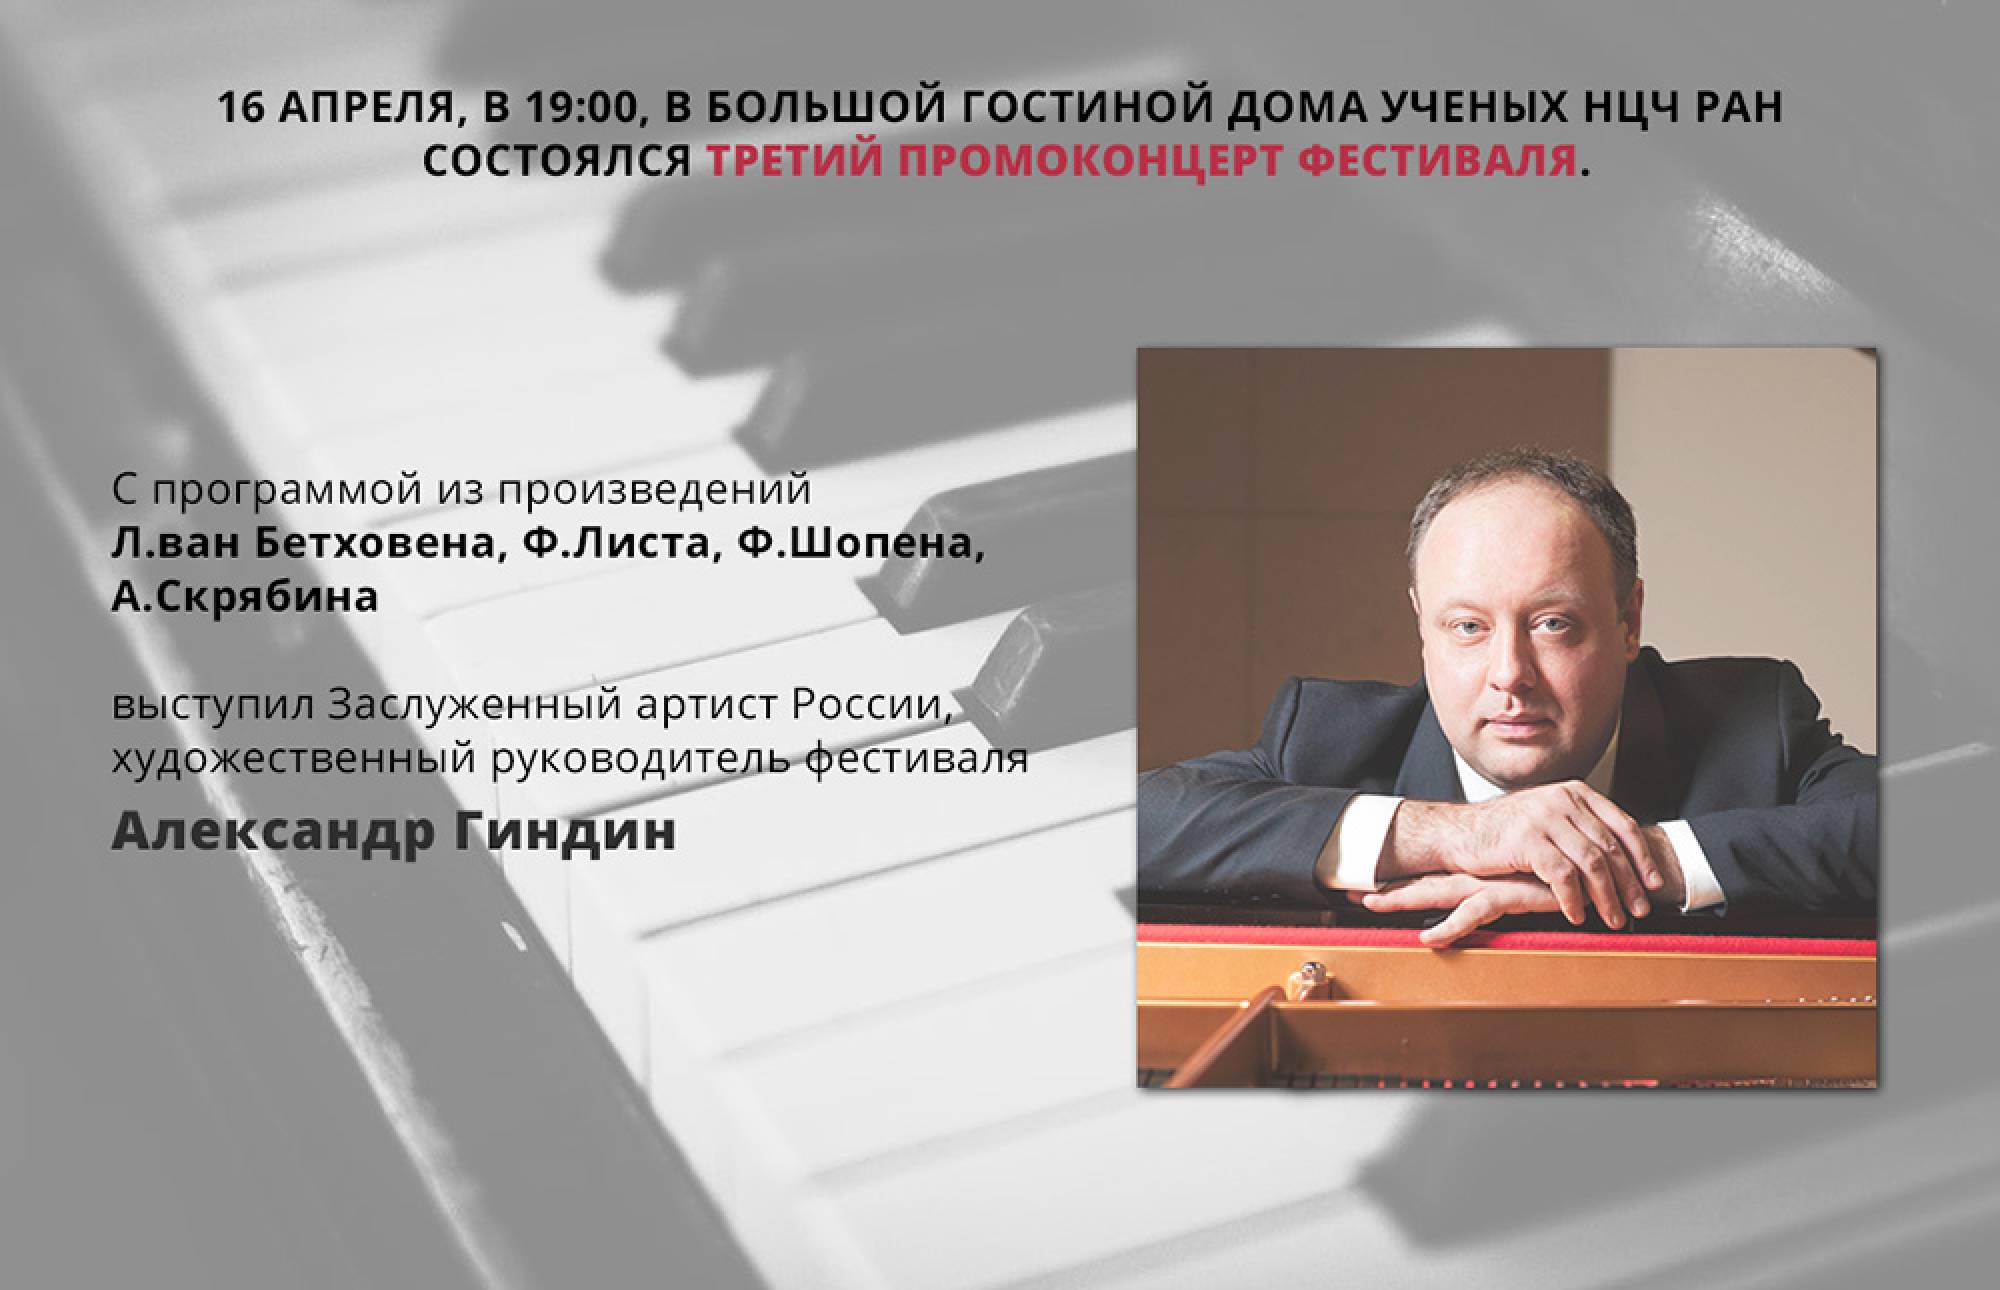 16 АПРЕЛЯ, В 19:00, В БОЛЬШОЙ ГОСТИНОЙ ДОМА УЧЕНЫХ НЦЧ РАН
СОСТОЯЛСЯ ТРЕТИЙ ПРОМОКОНЦЕРТ ФЕСТИВАЛЯ.
С программой из произведений
Л.ван Бетховена, Ф.Листа, Ф.Шопена,
А.Скрябина
выступил Заслуженный артист России,
художественный руководитель фестиваля
Александр Гиндин